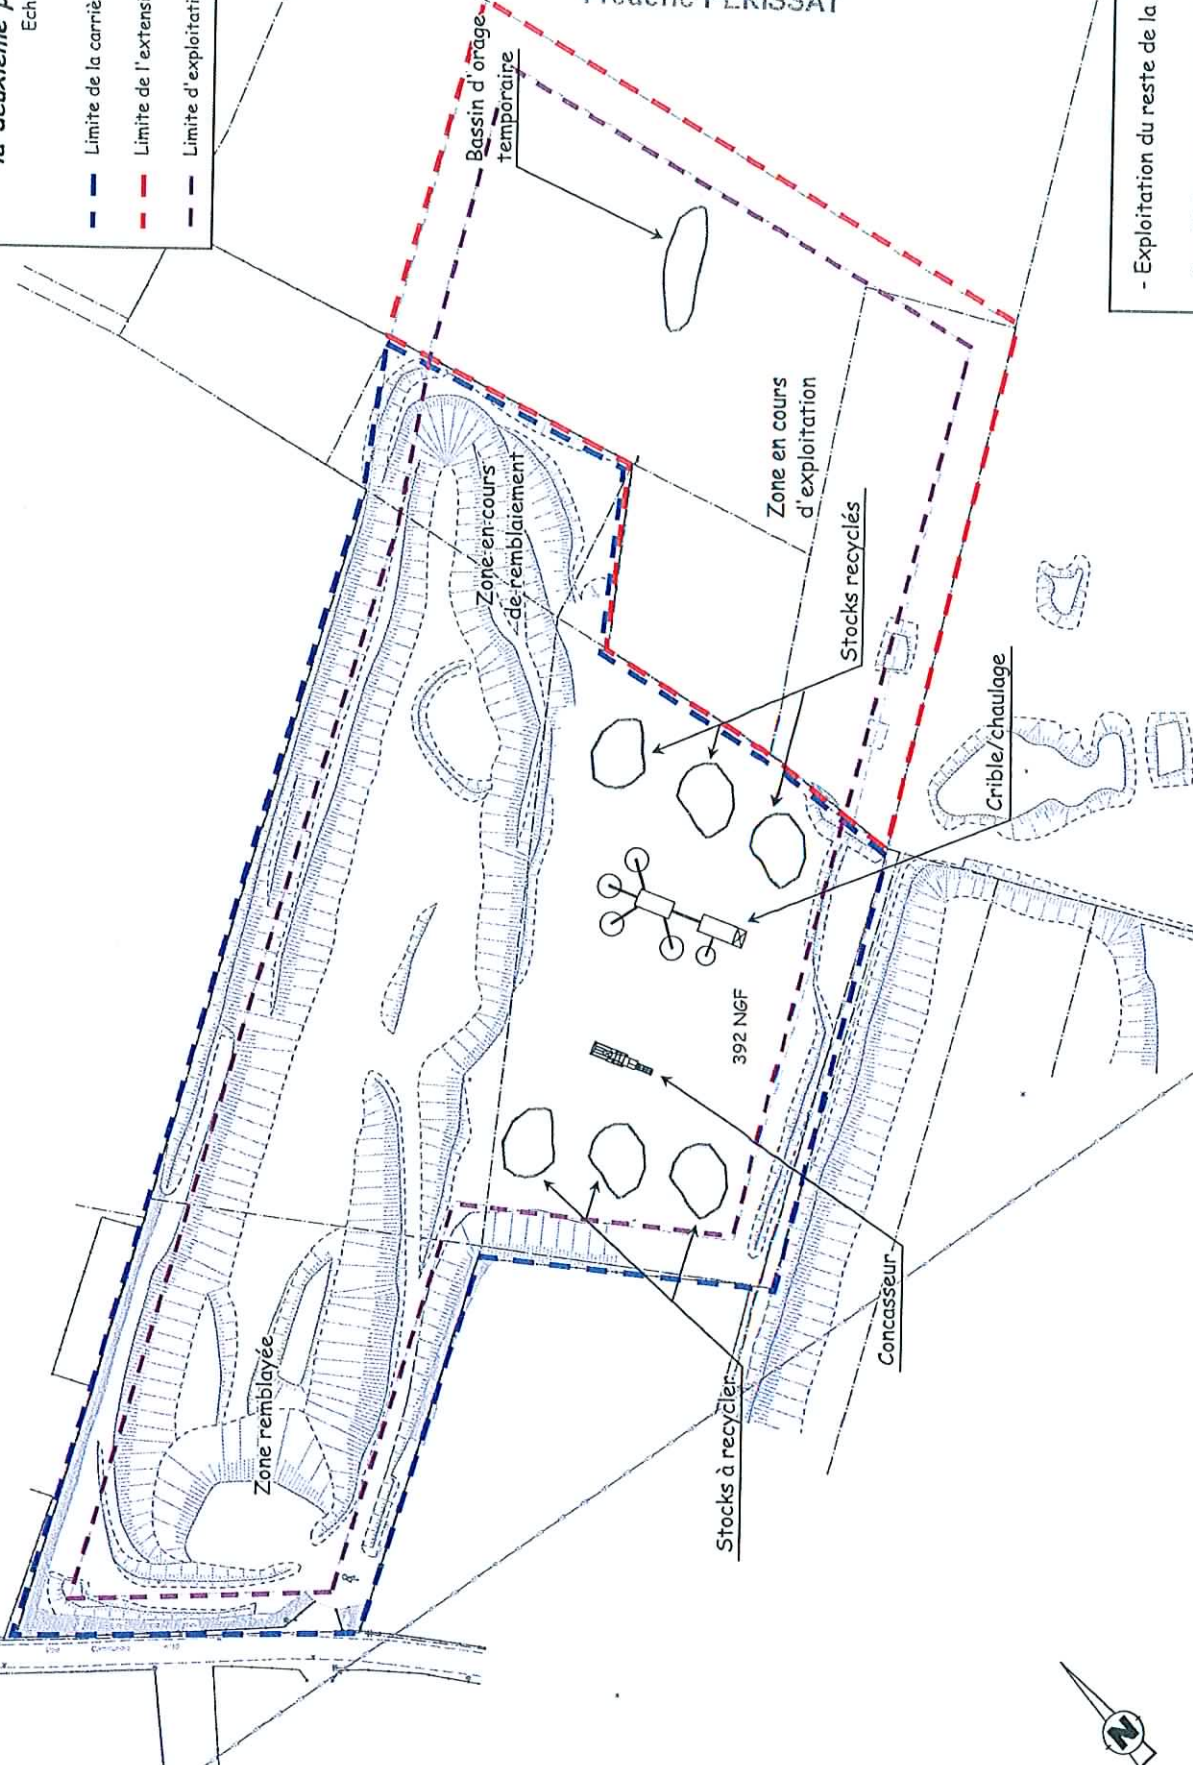 Ech
Limite de la carriè
Limite de l'extensi
Limite d'exploitati
Bassin d'orage
temporaire
- Exploitation du reste de la
Zone en cours
de remblaiement
Zone en cours
d'exploitation
Stocks recyclés
Crible/chaulage
392 NGF
Zone remblayée
Stocks à recycler
Concasseur
N